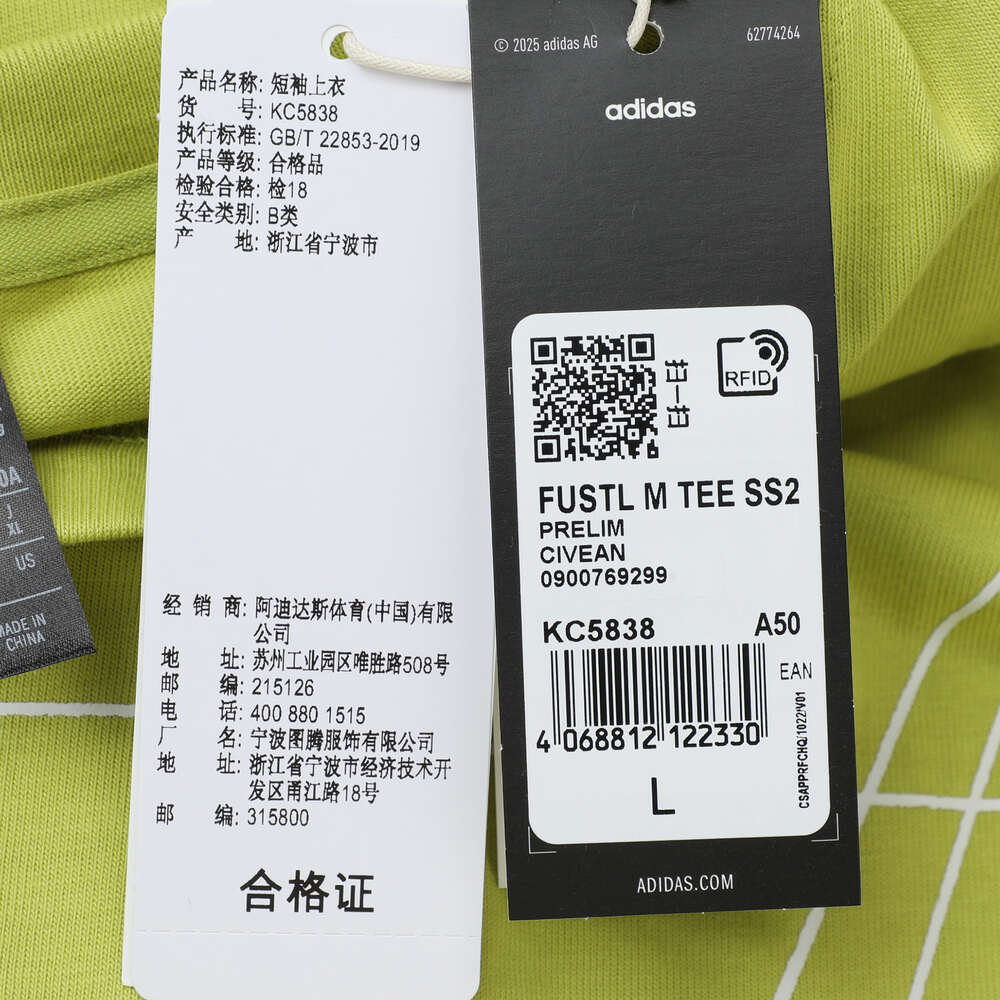 产品名称: 短袖上衣
货 号: KC5838
执行标准: GB/T 22853-2019
产品等级: 合格品
检验合格: 检18
安全类别: B类
产 地: 浙江省宁波市
经 销 商: 阿迪达斯体育(中国)有限
公司
地 址: 苏州工业园区唯胜路508号
邮 编: 215126
电 话: 400 880 1515
厂 名: 宁波图腾服饰有限公司
地 址: 浙江省宁波市经济技术开
发区甬江路18号
邮 编: 315800
合格证
© 2025 adidas AG
62774264
adidas
RFID
FUSTL M TEE SS2
PRELIM
CIVEAN
0900769299
KC5838
A50
EAN
4 068812 122330
CSAPPRFCHQ/1022/V01
L
ADIDAS.COM
J
XL
US
MADE IN
CHINA